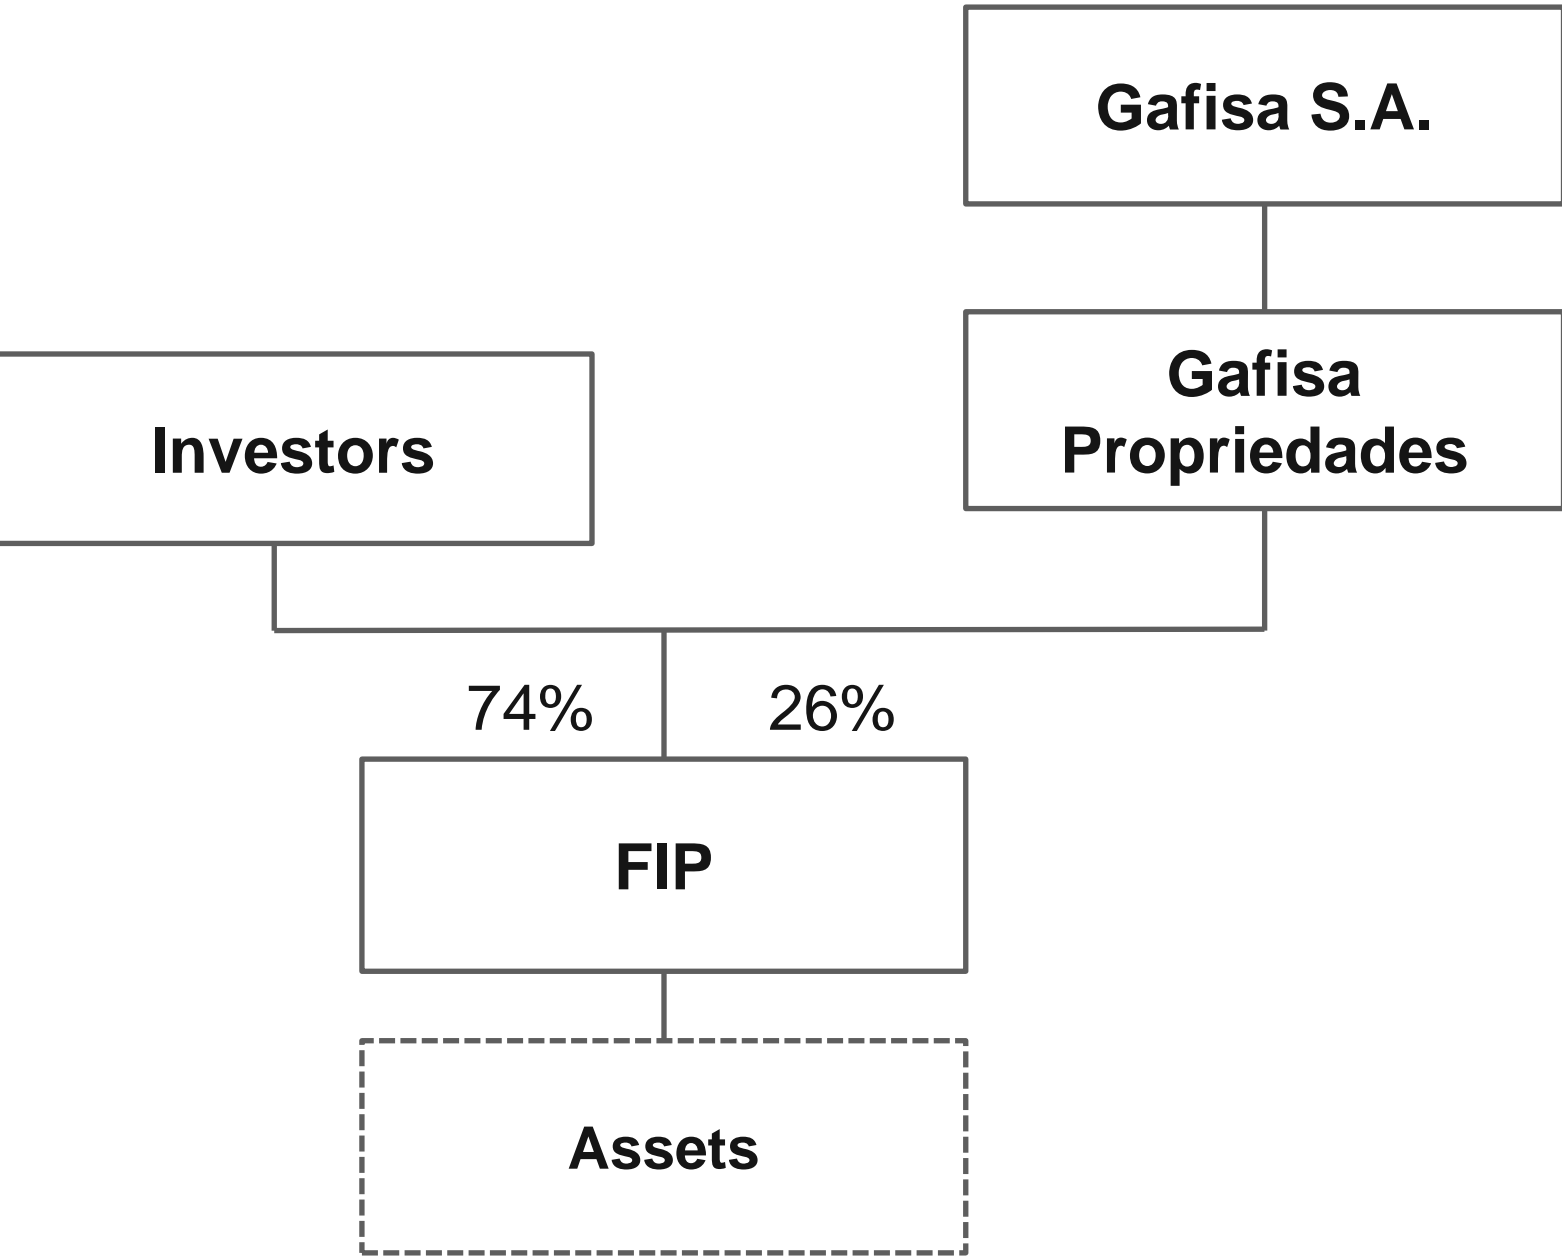 Gafisa S.A.
Gafisa
Propriedades
Investors
74%
26%
FIP
Assets